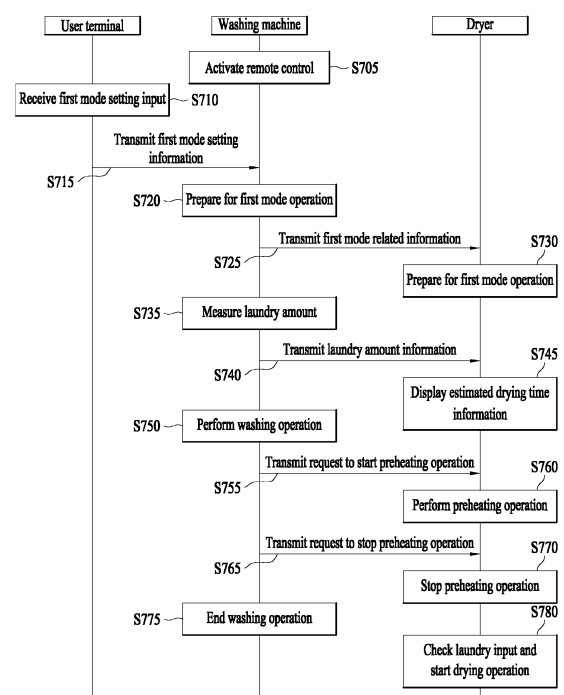 User terminal
Washing machine
Dryer
Activate remote control
S705
Receive first mode setting input
S710
Transmit first mode setting
information
S715
S720
Prepare for first mode operation
Transmit first mode related information
S725
S730
Prepare for first mode operation
S735
Measure laundry amount
Transmit laundry amount information
S740
S745
Display estimated drying time
information
S750
Perform washing operation
Transmit request to start preheating operation
S755
S760
Perform preheating operation
Transmit request to stop preheating operation
S765
S770
Stop preheating operation
S775
End washing operation
S780
Check laundry input and
start drying operation